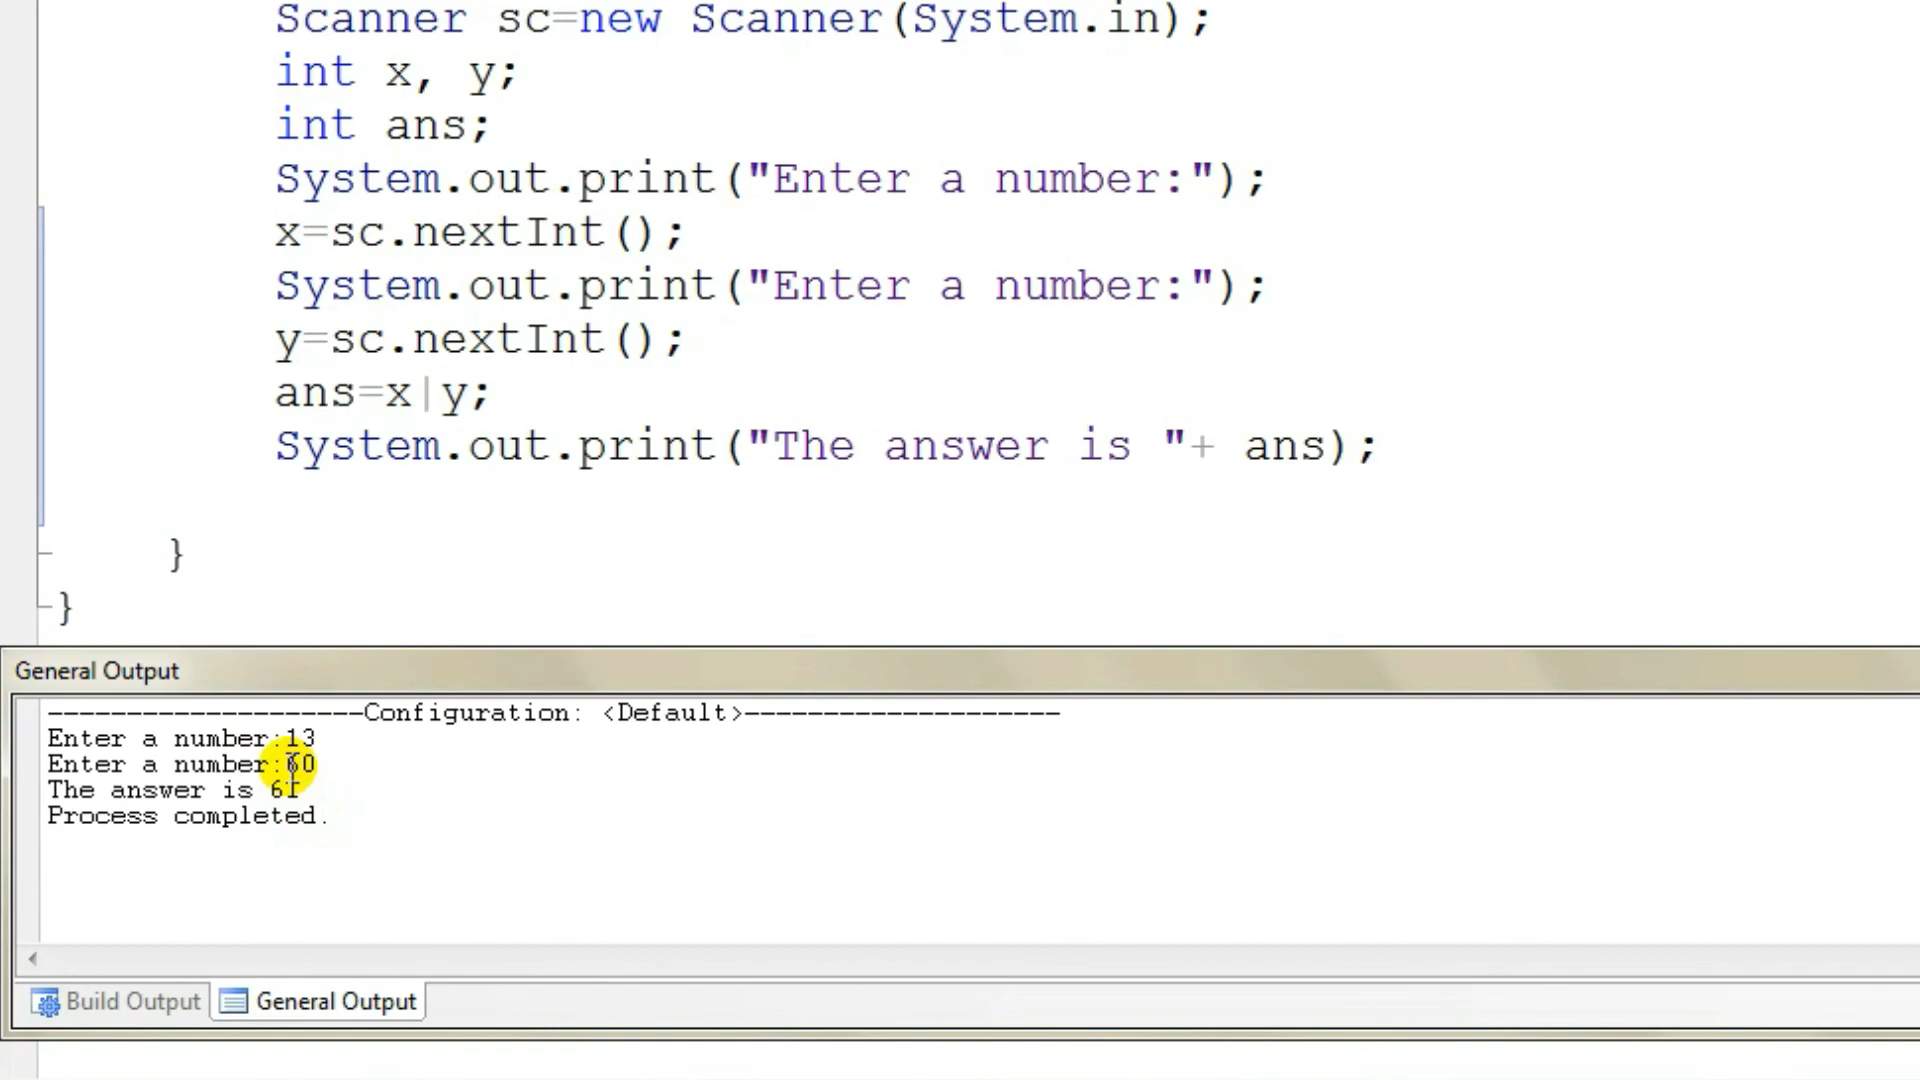 Scanner sc=new Scanner(System.in);
int x, y;
int ans;
System.out.print("Enter a number:");
x=sc.nextInt();
System.out.print("Enter a number:");
y=sc.nextInt();
ans=x|y;
System.out.print("The answer is "+ ans);
}
}
General Output
--------------------Configuration: <Default>--------------------
Enter a number:13
Enter a number:60
The answer is 61
Process completed.
Build Output General Output